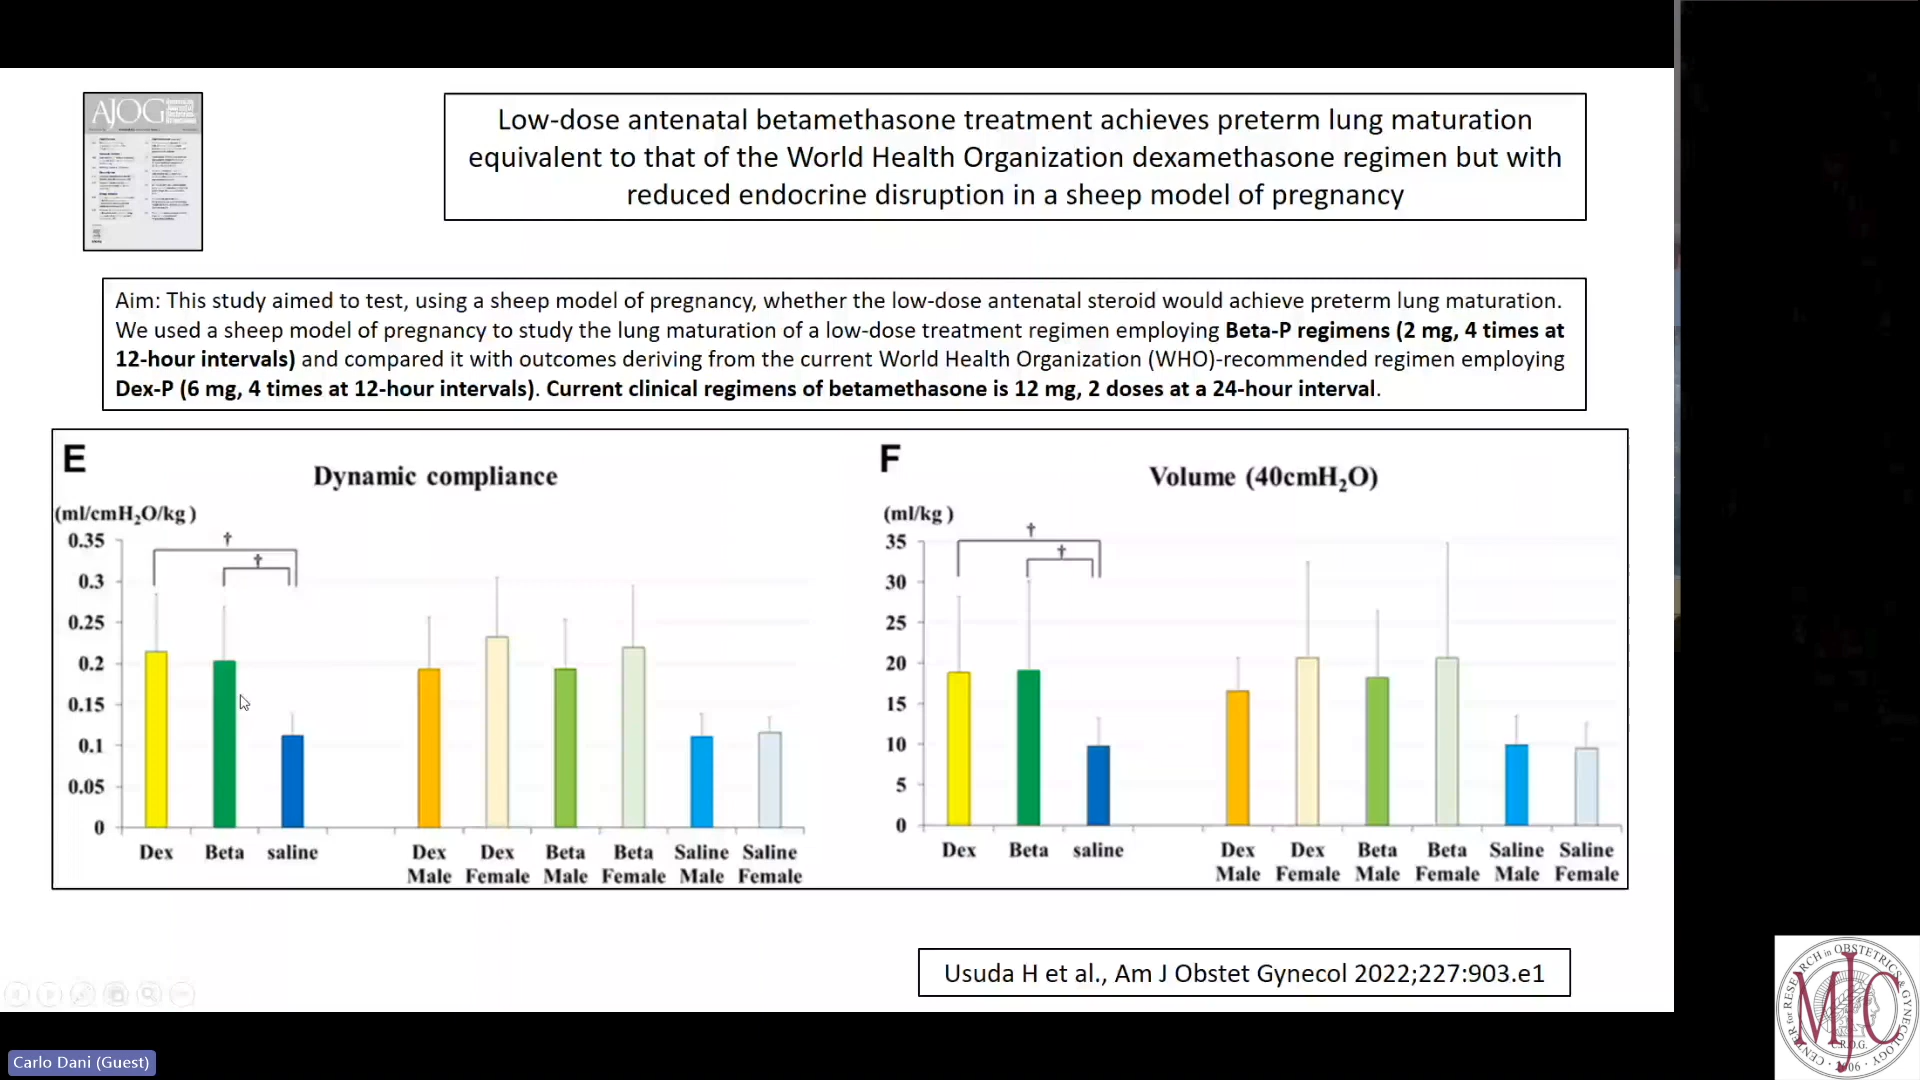 AJOG
Low-dose antenatal betamethasone treatment achieves preterm lung maturation
equivalent to that of the World Health Organization dexamethasone regimen but with
reduced endocrine disruption in a sheep model of pregnancy
Aim: This study aimed to test, using a sheep model of pregnancy, whether the low-dose antenatal steroid would achieve preterm lung maturation.
We used a sheep model of pregnancy to study the lung maturation of a low-dose treatment regimen employing Beta-P regimens (2 mg, 4 times at
12-hour intervals) and compared it with outcomes deriving from the current World Health Organization (WHO)-recommended regimen employing
Dex-P (6 mg, 4 times at 12-hour intervals). Current clinical regimens of betamethasone is 12 mg, 2 doses at a 24-hour interval.
E
Dynamic compliance
(ml/cmH₂O/kg )
† 
†
0.35
0.3
0.25
0.2
0.15
0.1
0.05
0
Dex Beta saline Dex Dex Beta Beta Saline Saline
Male Female Male Female Male Female
F
Volume (40cmH₂O)
(ml/kg )
†
†
35
30
25
20
15
10
5
0
Dex Beta saline Dex Dex Beta Beta Saline Saline
Male Female Male Female Male Female
Usuda H et al., Am J Obstet Gynecol 2022;227:903.e1
Carlo Dani (Guest)
CENTER for RESEARCH in OBSTETRICS & GYNECOLOGY
MJC
C.R.O.G.
2006